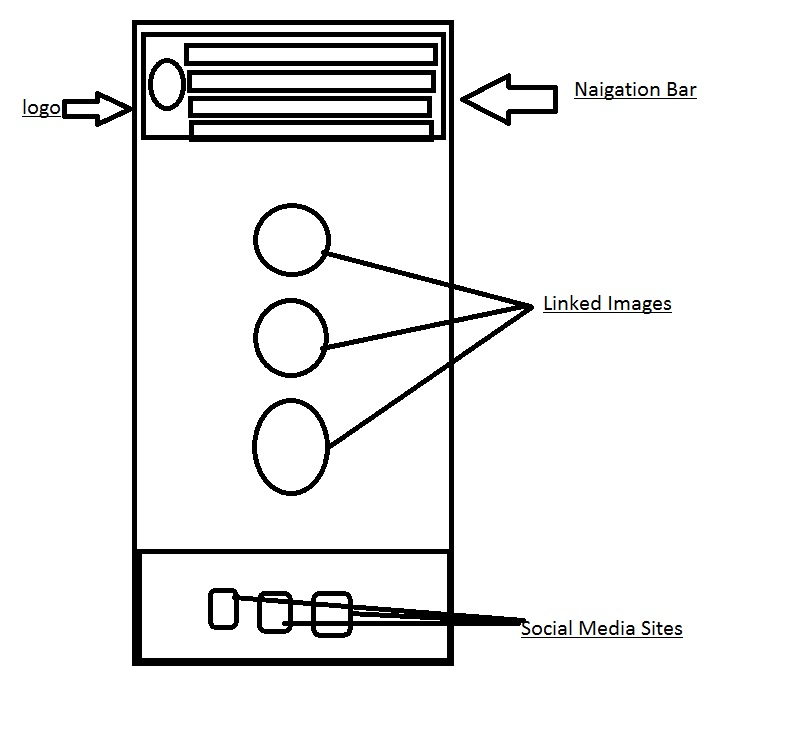 Naigation Bar
logo
Linked Images
Social Media Sites